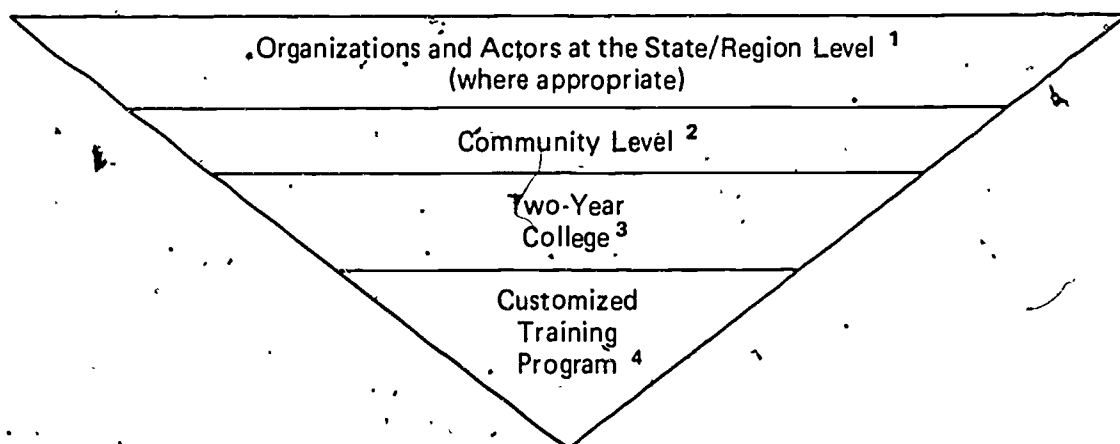 Organizations and Actors at the State/Region Level 1
(where appropriate)
Community Level 2
Two-Year
College 3
Customized
Training
Program 4